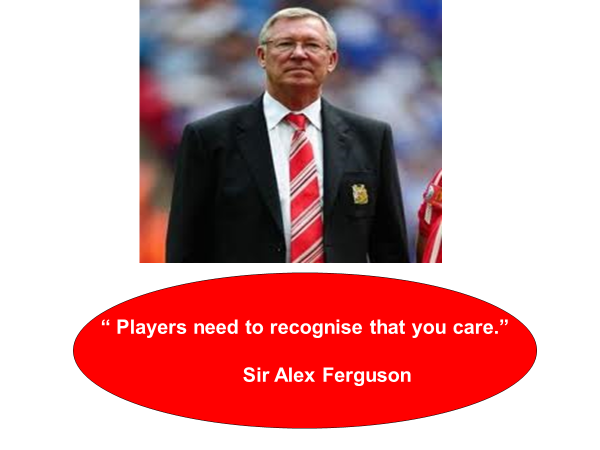 “ Players need to recognise that you care.”
Sir Alex Ferguson